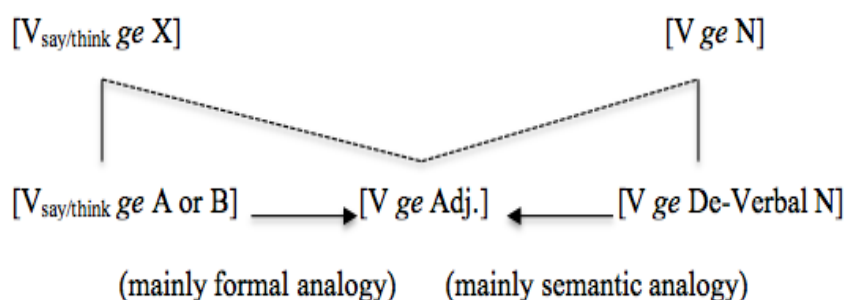 [Vsay/think ge X] [V ge N]
[Vsay/think ge A or B] [V ge Adj.] [V ge De-Verbal N]
(mainly formal analogy) (mainly semantic analogy)